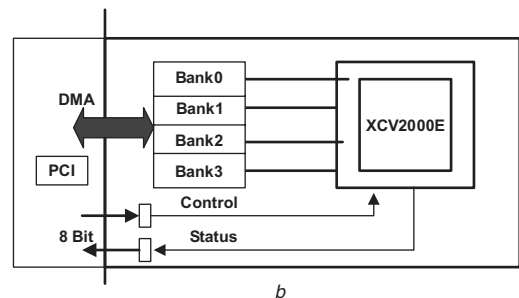 Bank0
DMA
Bank1
XCV2000E
Bank2
PCI
Bank3
Control
8 Bit
Status
b